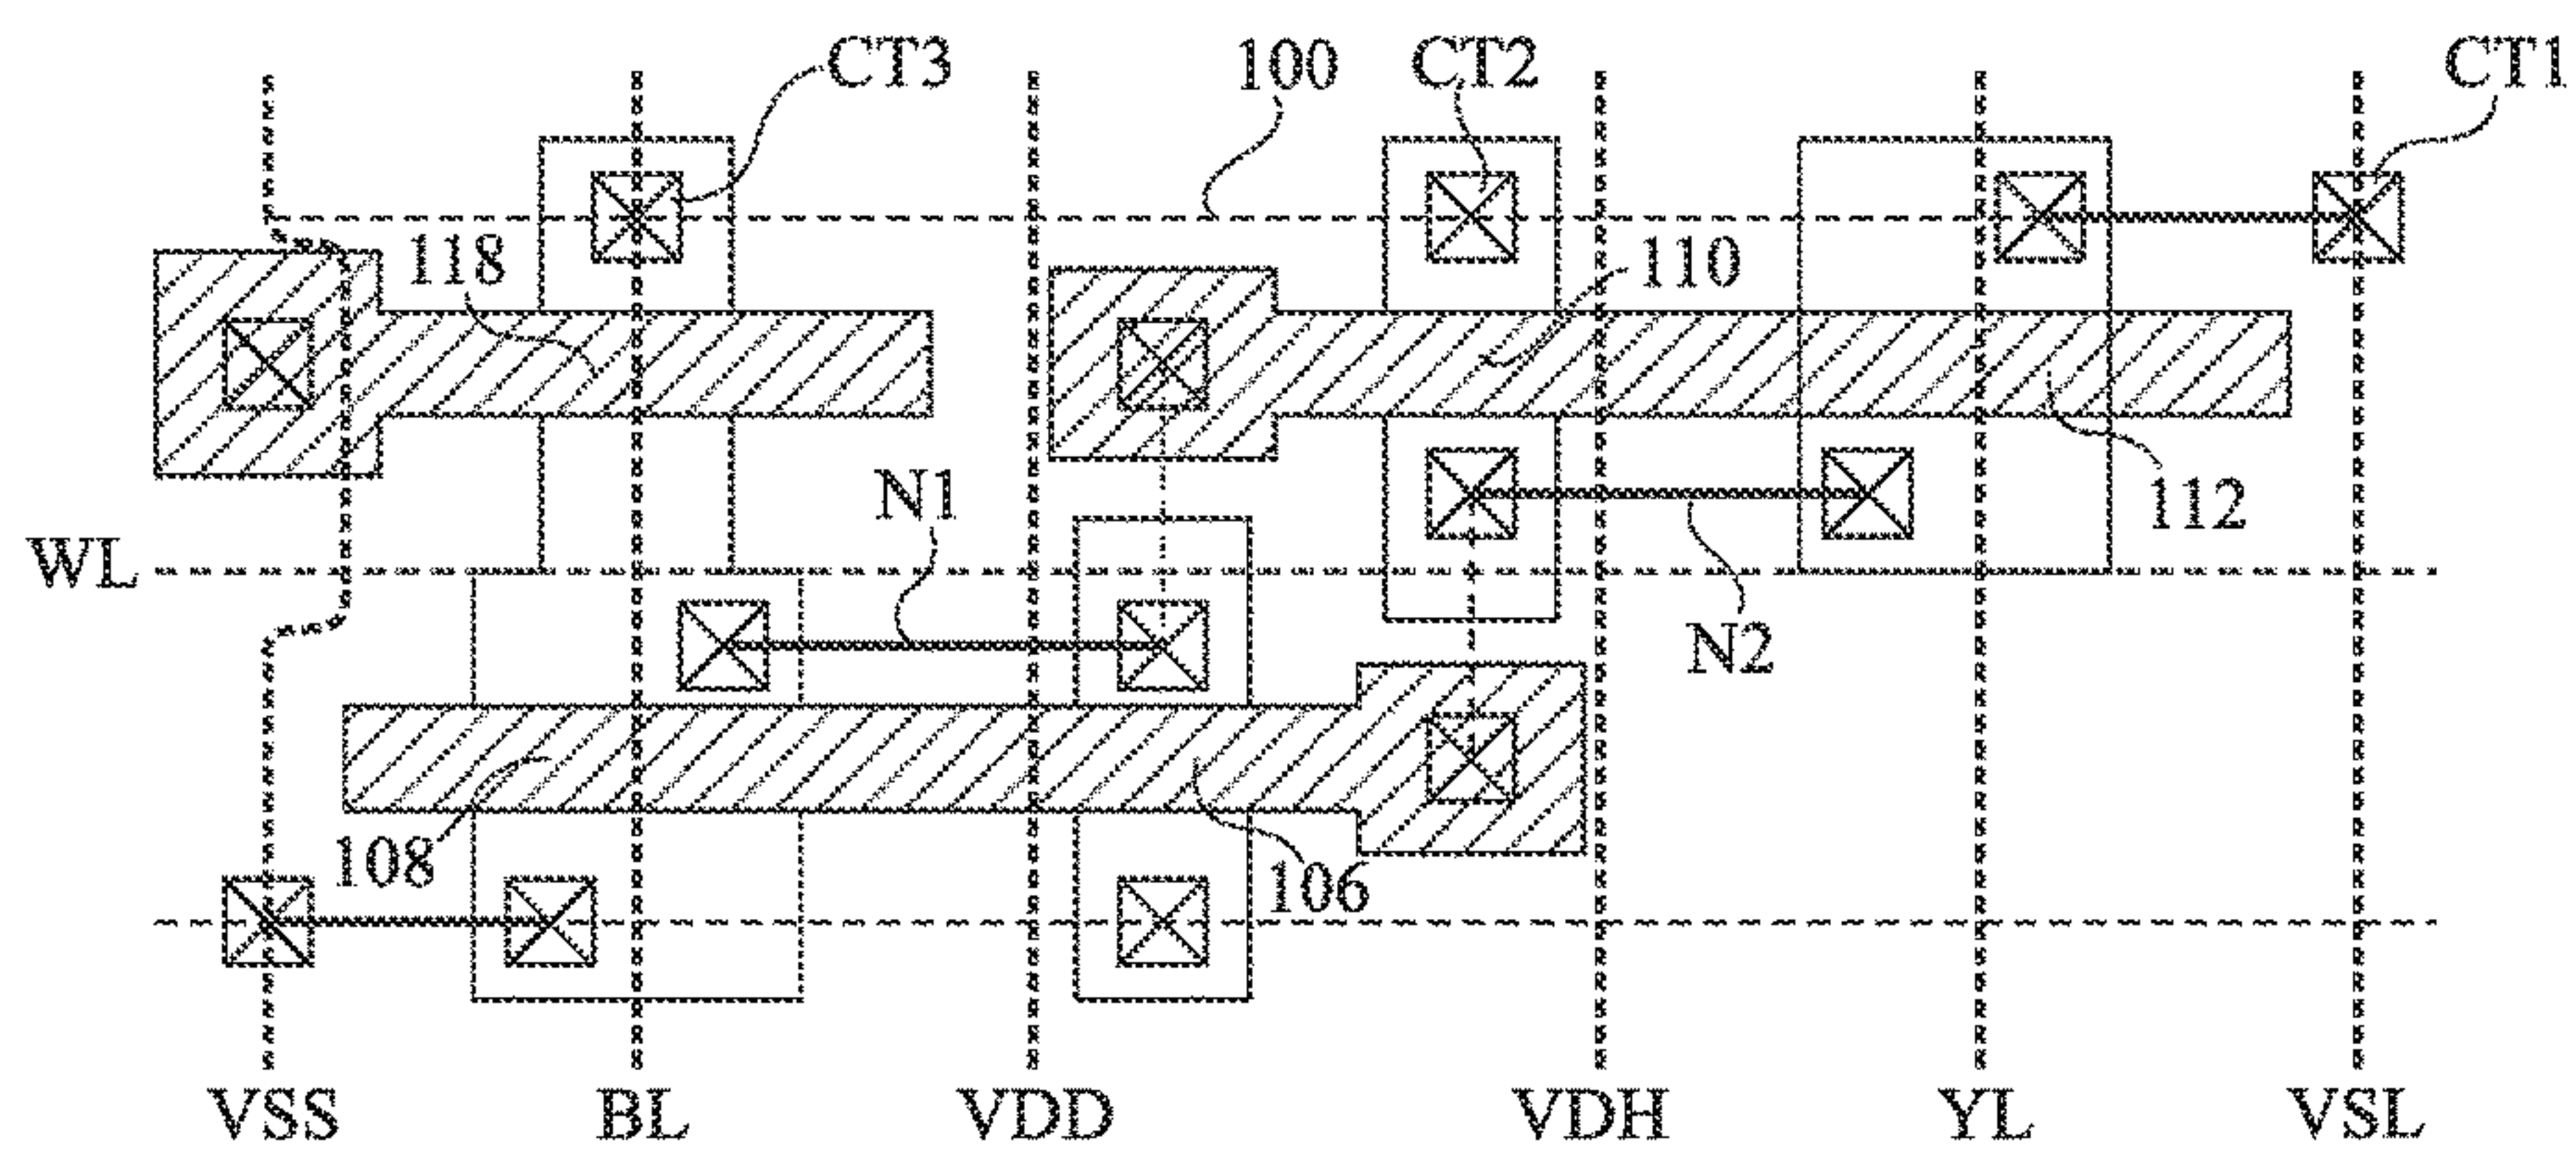 CT3
100
CT2
CT1
118
110
N1
112
WL
N2
108
106
VSS
BL
VDD
VDH
YL
VSL